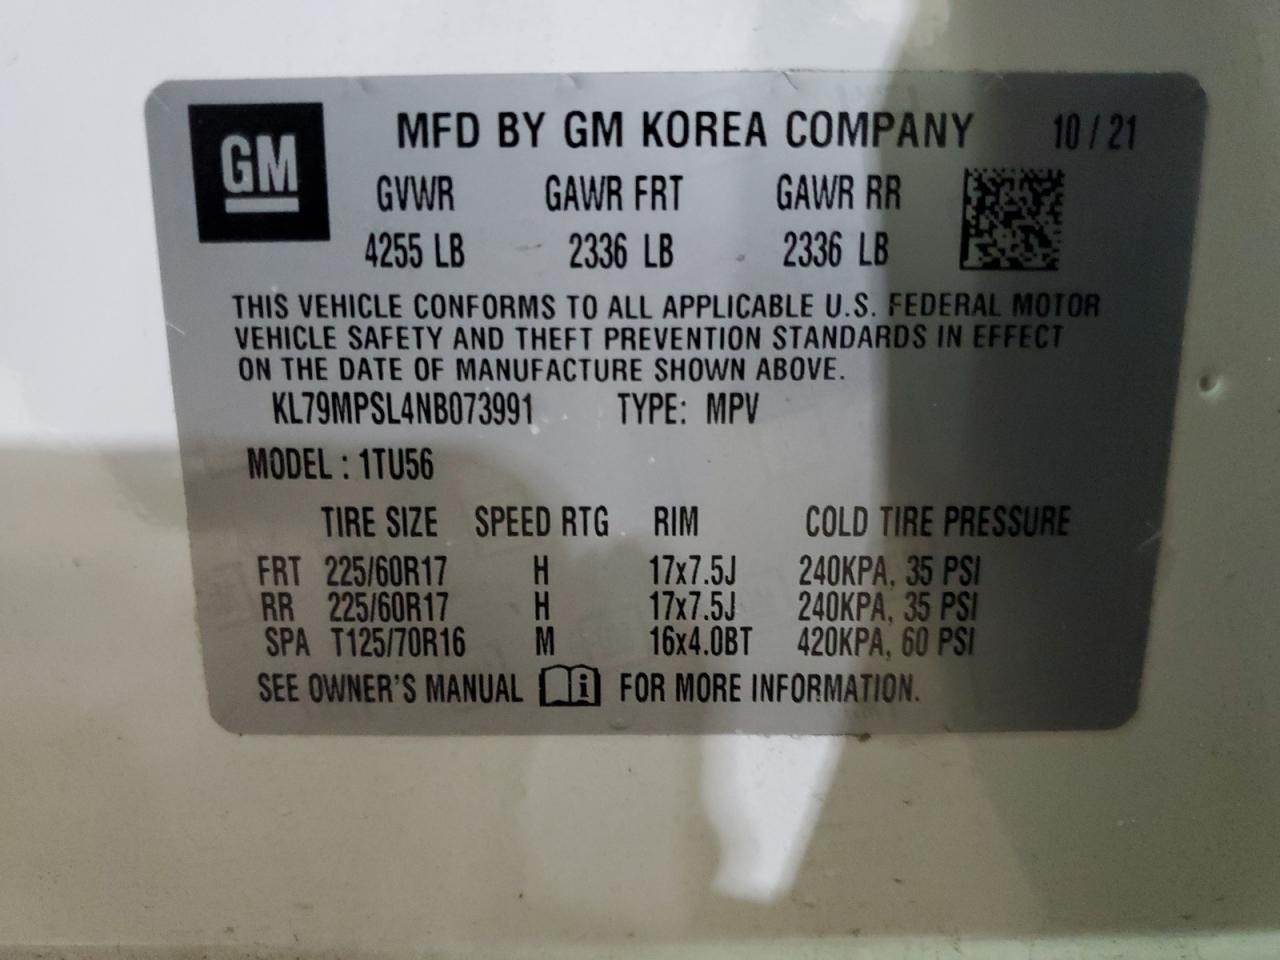 GM
MFD BY GM KOREA COMPANY 10/21
GVWR GAWR FRT GAWR RR
4255 LB 2336 LB 2336 LB
THIS VEHICLE CONFORMS TO ALL APPLICABLE U.S. FEDERAL MOTOR
VEHICLE SAFETY AND THEFT PREVENTION STANDARDS IN EFFECT
ON THE DATE OF MANUFACTURE SHOWN ABOVE.
KL79MPSL4NB073991 TYPE: MPV
MODEL : 1TU56
TIRE SIZE SPEED RTG RIM COLD TIRE PRESSURE
FRT 225/60R17 H 17x7.5J 240KPA, 35 PSI
RR 225/60R17 H 17x7.5J 240KPA, 35 PSI
SPA T125/70R16 M 16x4.0BT 420KPA, 60 PSI
SEE OWNER'S MANUAL i FOR MORE INFORMATION.